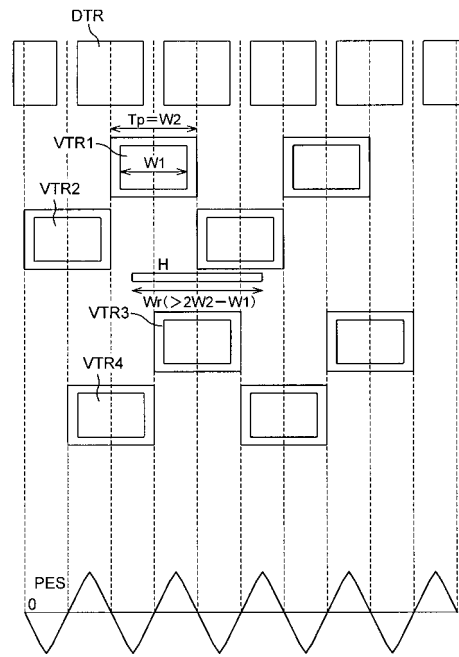 DTR
Tp=W2
VTR1
W1
VTR2
H
Wr(>2W2−W1)
VTR3
VTR4
PES
0